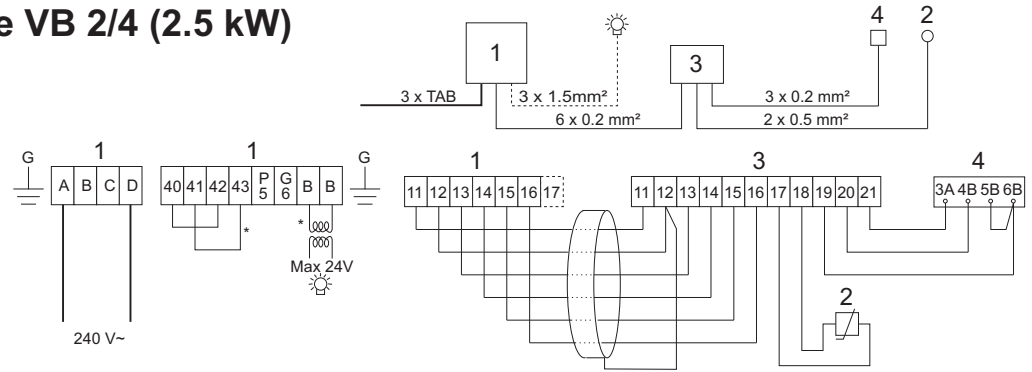 e VB 2/4 (2.5 kW)
1
3
4 2
3 x TAB
3 x 1.5mm²
6 x 0.2 mm²
3 x 0.2 mm²
2 x 0.5 mm²
G 1
A B C D
240 V~
1 G
40 41 42 43 P5 G6 B B
*
*
Max 24V
1
11 12 13 14 15 16 17
3
11 12 13 14 15 16 17 18 19 20 21
4
3A 4B 5B 6B
2